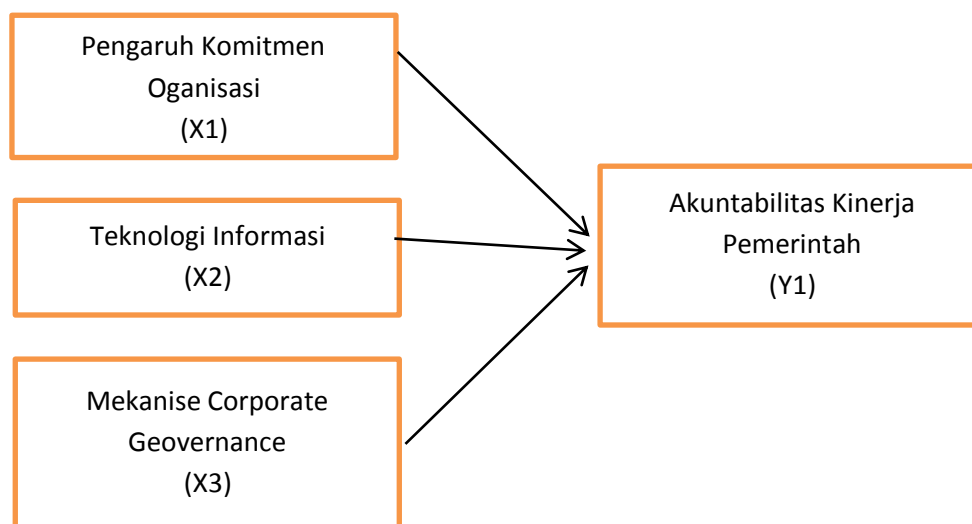 Pengaruh Komitmen
Oganisasi
(X1)
Teknologi Informasi
(X2)
Mekanise Corporate
Geovernance
(X3)
Akuntabilitas Kinerja
Pemerintah
(Y1)